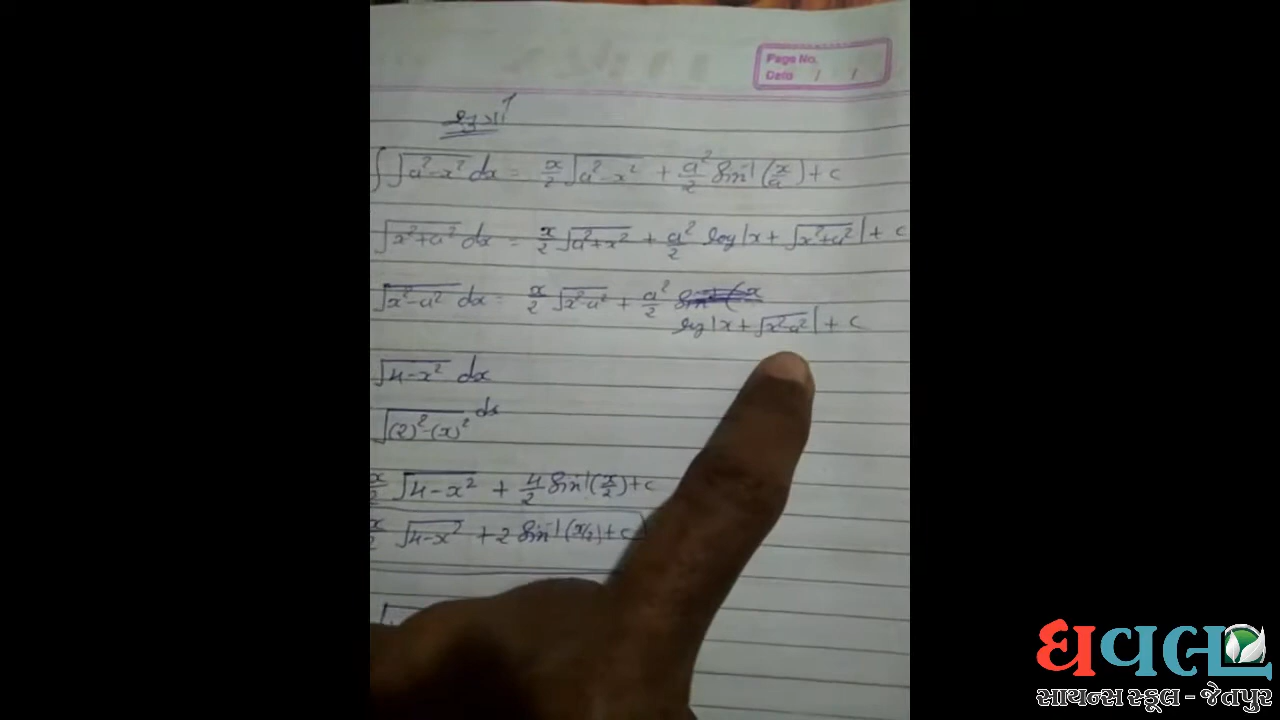 Page No.
Date / /
∫√a²-x² dx = x/2 √a²-x² + a²/2 Sin⁻¹(x/a) + c
√x²+a² dx = x/2 √a²+x² + a²/2 log|x + √x²+a²| + c
√x²-a² dx = x/2 √x²-a² + a²/2
log|x + √x²-a²| + c
√4-x² dx
√(2)²-(x)² dx
x/2 √4-x² + 4/2 Sin⁻¹(x/2) + c
x/2 √4-x² + 2 Sin⁻¹(x/2) + c
ધવલ
સાયન્સ સ્કૂલ - જેતપુર